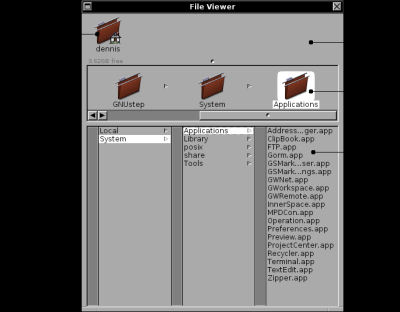 File Viewer
dennis
3.62GB free
GNUstep
System
Applications
Local
System
Applications
Library
posix
share
Tools
Address...ger.app
ClipBook.app
FTP.app
Gorm.app
GSMark...ser.app
GSMark...ngs.app
GWNet.app
GWorkspace.app
GWRemote.app
InnerSpace.app
MPDCon.app
Operation.app
Preferences.app
Preview.app
ProjectCenter.app
Recycler.app
Terminal.app
TextEdit.app
Zipper.app